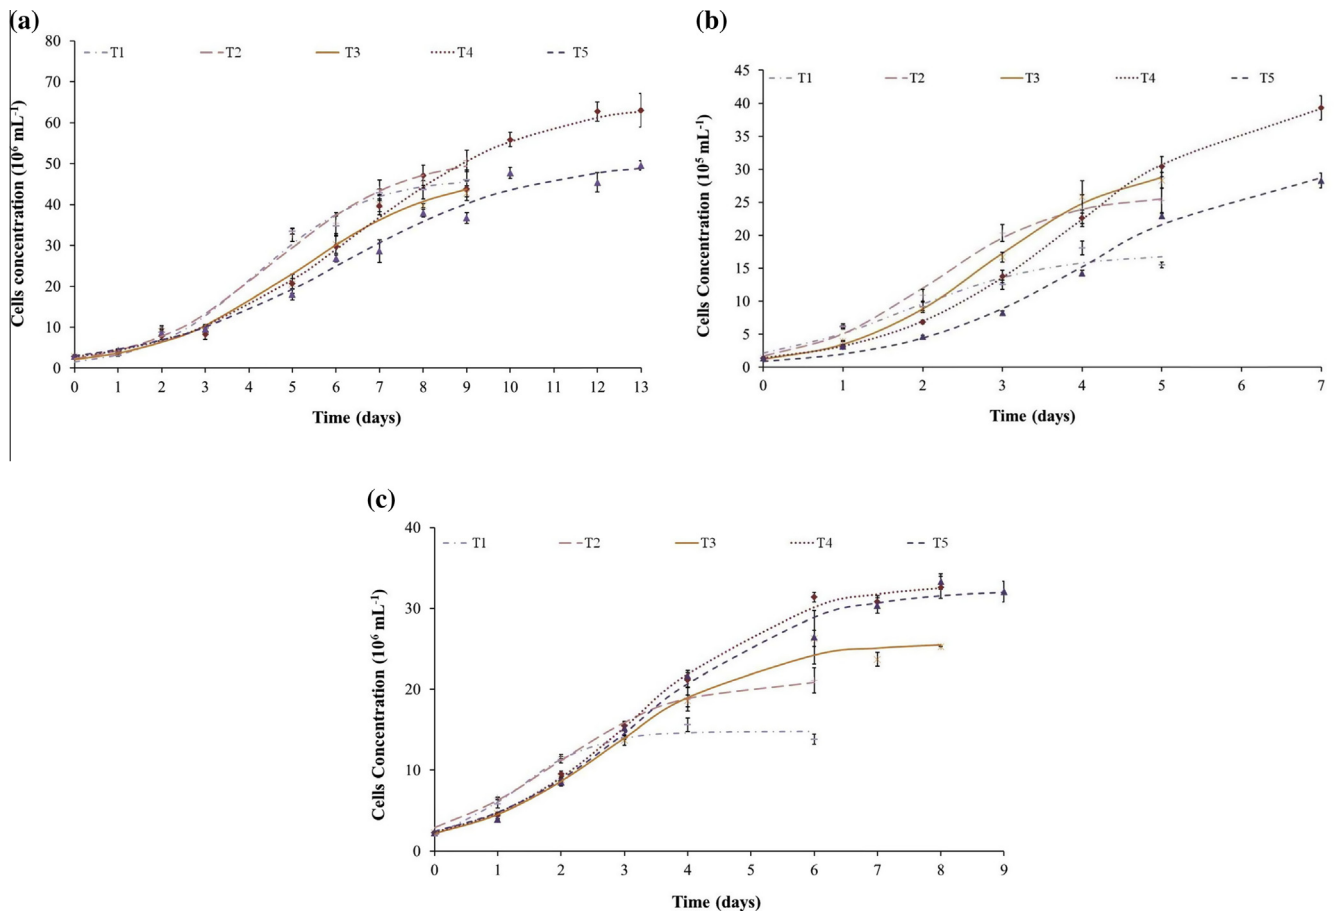 (a)
80
70
60
50
40
30
20
10
0
T1 T2 T3 T4 T5
Cells concentration (10⁶ mL⁻¹)
0 1 2 3 5 6 7 8 9 10 12 13
Time (days)
(b)
45
40
35
30
25
20
15
10
5
0
T1 T2 T3 T4 T5
Cells Concentration (10⁵ mL⁻¹)
0 1 2 3 4 5 6 7
Time (days)
(c)
40
30
20
10
0
T1 T2 T3 T4 T5
Cells Concentration (10⁶ mL⁻¹)
0 1 2 3 4 6 7 8 9
Time (days)